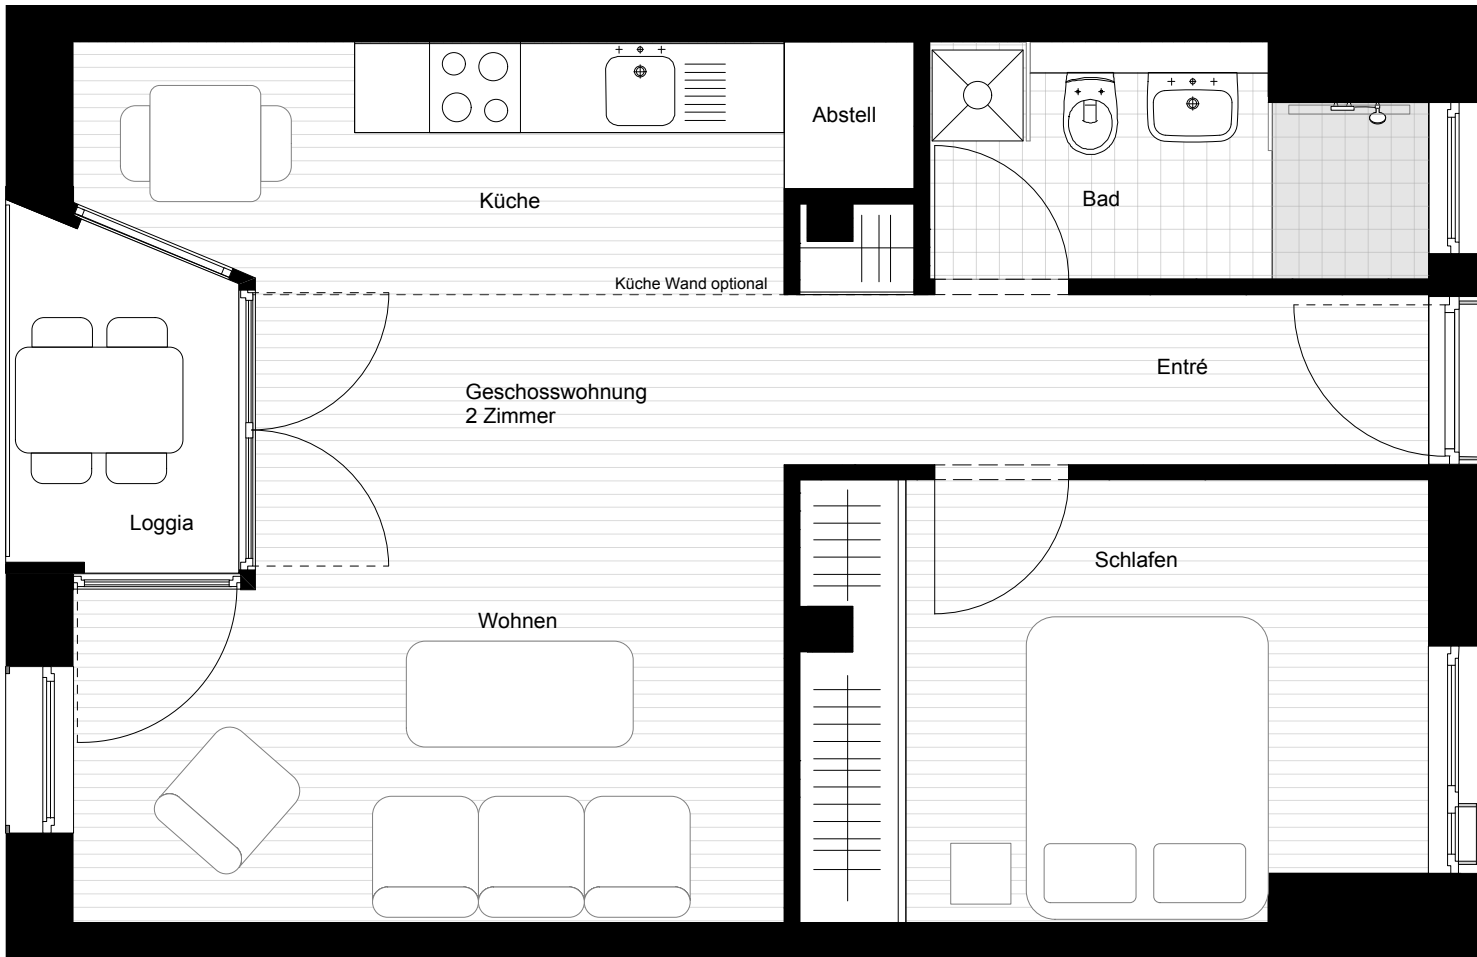 Abstell
Küche
Bad
Küche Wand optional
Entré
Geschosswohnung
2 Zimmer
Loggia
Schlafen
Wohnen